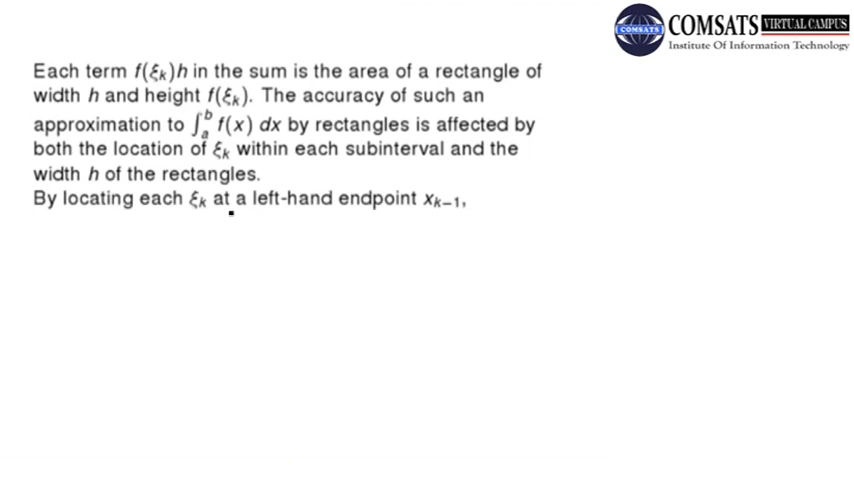 COMSATS VIRTUAL CAMPUS
COMSATS
Institute Of Information Technology
Each term f(ξₖ)h in the sum is the area of a rectangle of
width h and height f(ξₖ). The accuracy of such an
approximation to ∫ₐᵇ f(x) dx by rectangles is affected by
both the location of ξₖ within each subinterval and the
width h of the rectangles.
By locating each ξₖ at a left-hand endpoint xₖ₋₁,